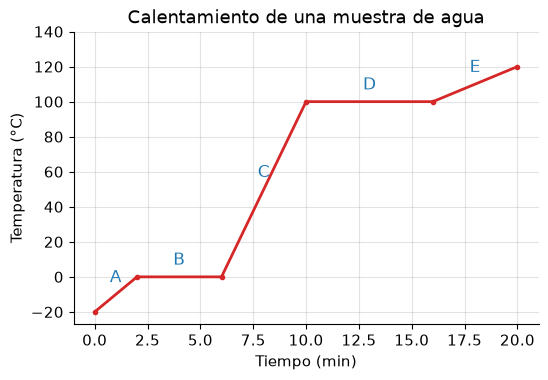 Calentamiento de una muestra de agua
Temperatura (°C)
140
120
100
80
60
40
20
0
−20
A
B
C
D
E
0.0 2.5 5.0 7.5 10.0 12.5 15.0 17.5 20.0
Tiempo (min)